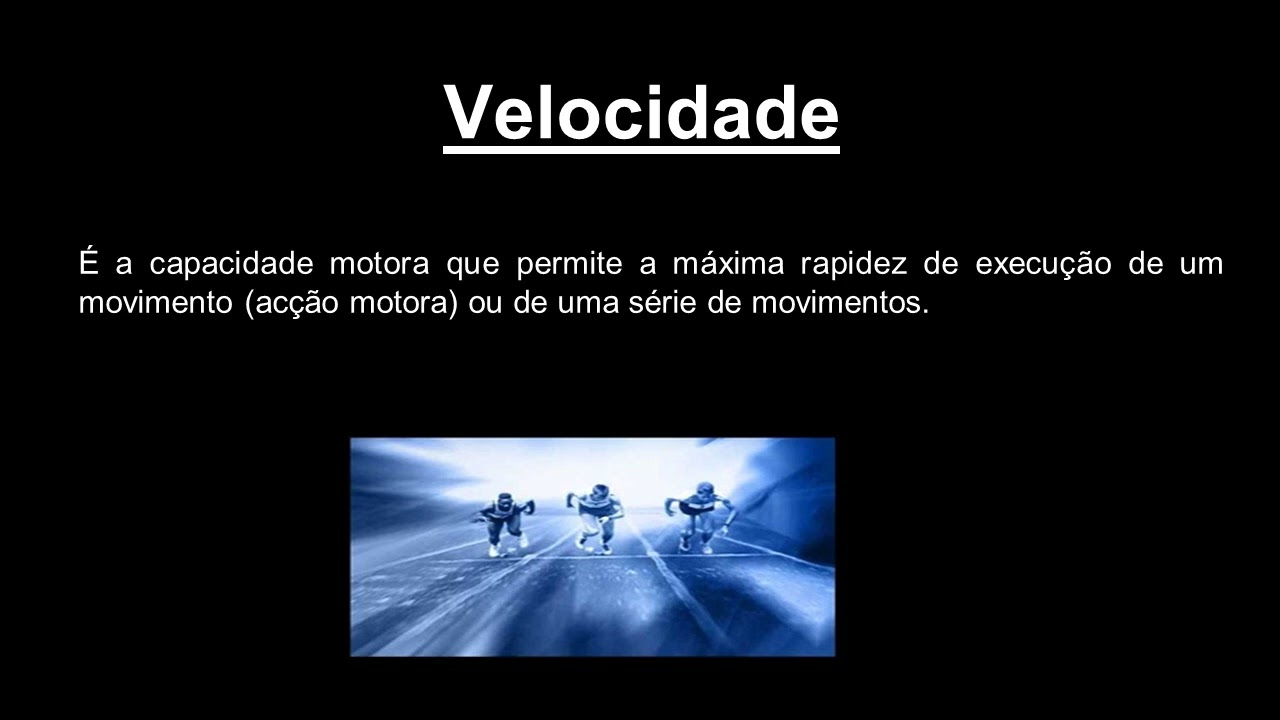 Velocidade
É a capacidade motora que permite a máxima rapidez de execução de um
movimento (acção motora) ou de uma série de movimentos.